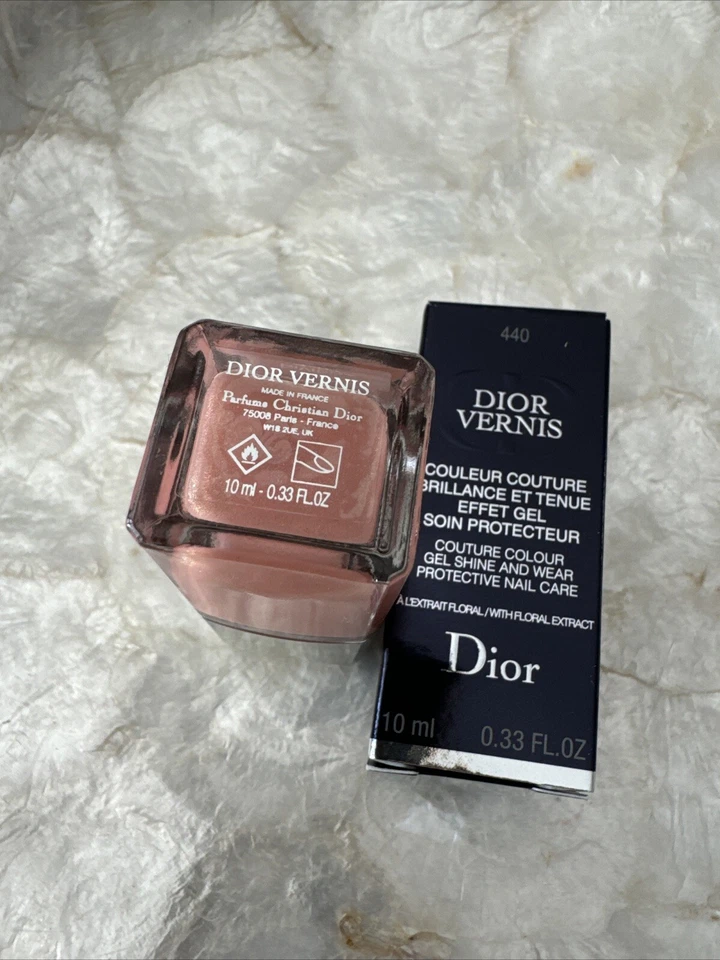 DIOR VERNIS
MADE IN FRANCE
Parfums Christian Dior
75008 Paris - France
W1S 2UE, UK
10 ml - 0.33 FL.OZ
440
DIOR
VERNIS
COULEUR COUTURE
BRILLANCE ET TENUE
EFFET GEL
SOIN PROTECTEUR
COUTURE COLOUR
GEL SHINE AND WEAR
PROTECTIVE NAIL CARE
À L'EXTRAIT FLORAL / WITH FLORAL EXTRACT
Dior
10 ml 0.33 FL.OZ